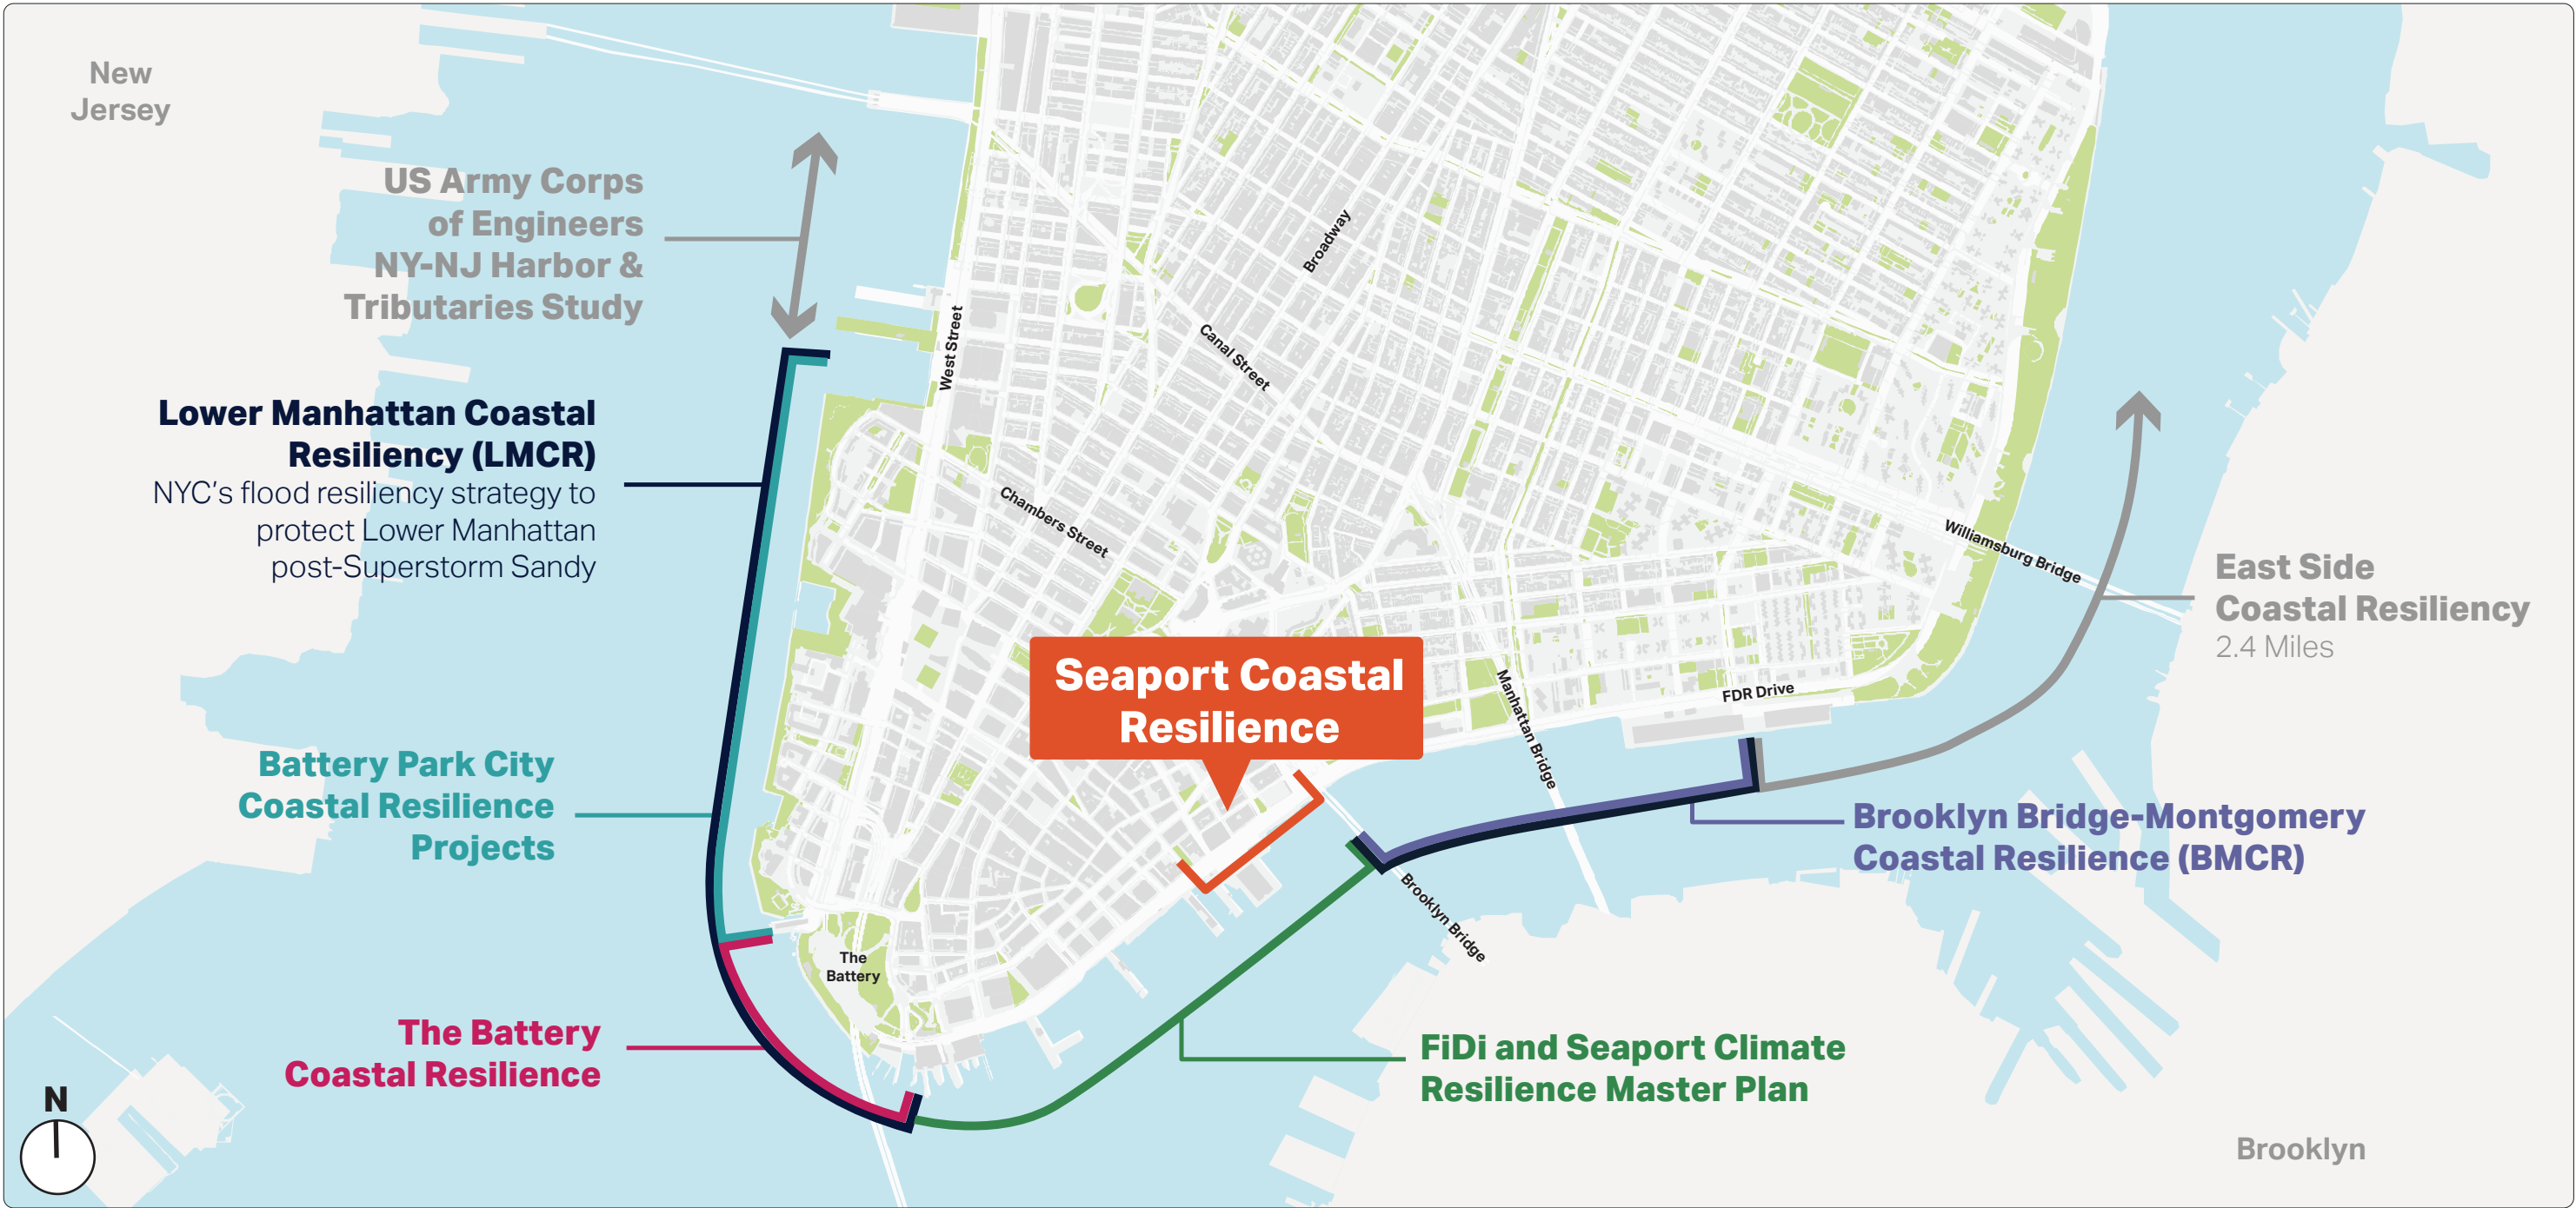 New
Jersey
US Army Corps
of Engineers
NY-NJ Harbor &
Tributaries Study
Lower Manhattan Coastal
Resiliency (LMCR)
NYC's flood resiliency strategy to
protect Lower Manhattan
post-Superstorm Sandy
Battery Park City
Coastal Resilience
Projects
The Battery
Coastal Resilience
N
West Street
Broadway
Canal Street
Chambers Street
Seaport Coastal
Resilience
The
Battery
Manhattan Bridge
FDR Drive
Williamsburg Bridge
Brooklyn Bridge
East Side
Coastal Resiliency
2.4 Miles
Brooklyn Bridge-Montgomery
Coastal Resilience (BMCR)
FiDi and Seaport Climate
Resilience Master Plan
Brooklyn